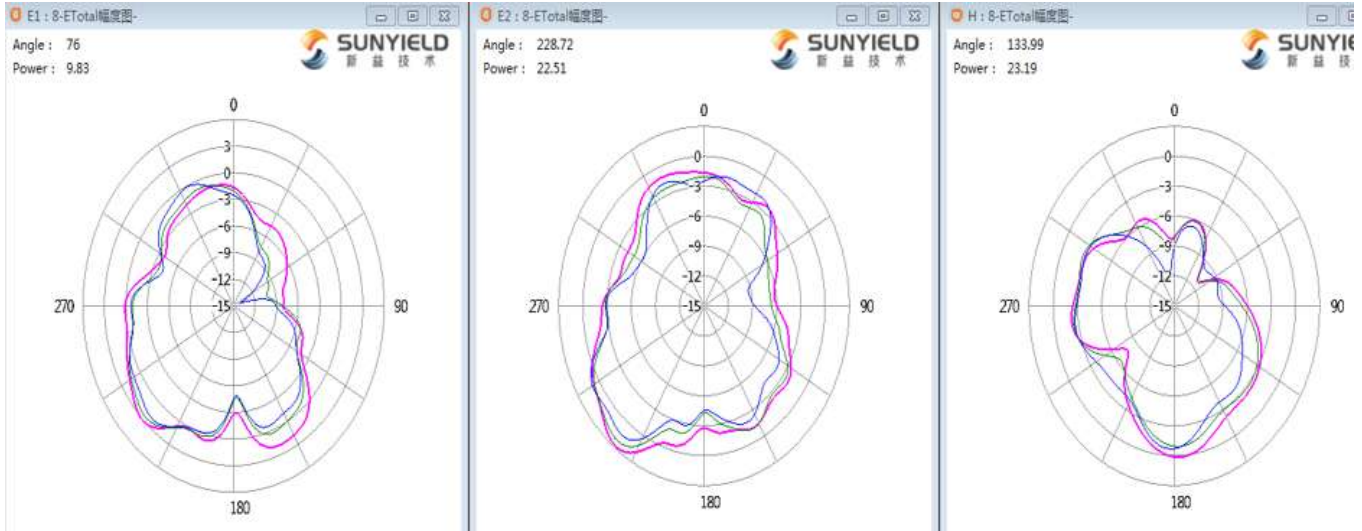 E1：8-ETotal幅度图-
Angle： 76
Power： 9.83
SUNYIELD
新 益 技 术
0
3
0
-3
-6
-9
-12
-15
270
90
180
E2：8-ETotal幅度图-
Angle： 228.72
Power： 22.51
SUNYIELD
新 益 技 术
0
0
-3
-6
-9
-12
-15
270
90
180
H：8-ETotal幅度图-
Angle： 133.99
Power： 23.19
SUNYIE
新 益 技
0
0
-3
-6
-9
-12
-15
270
90
180